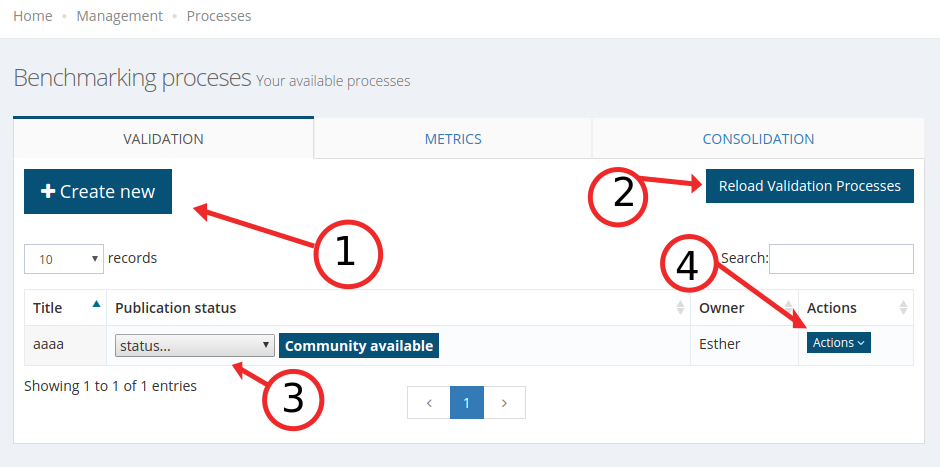 Home • Management • Processes
Benchmarking proceses Your available processes
VALIDATION METRICS CONSOLIDATION
Create new 2 Reload Validation Processes
1
10 records 4 Search:
Title Publication status Owner Actions
aaaa status... Community available Esther Actions
Showing 1 to 1 of 1 entries 3 1